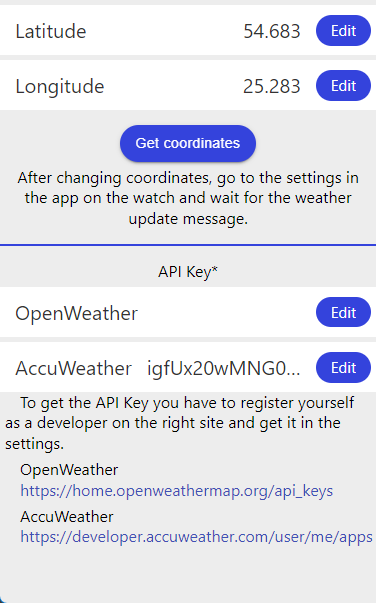 Latitude 54.683 Edit
Longitude 25.283 Edit
Get coordinates
After changing coordinates, go to the settings in
the app on the watch and wait for the weather
update message.
API Key*
OpenWeather Edit
AccuWeather igfUx20wMNG0... Edit
To get the API Key you have to register yourself
as a developer on the right site and get it in the
settings.
OpenWeather
https://home.openweathermap.org/api_keys
AccuWeather
https://developer.accuweather.com/user/me/apps